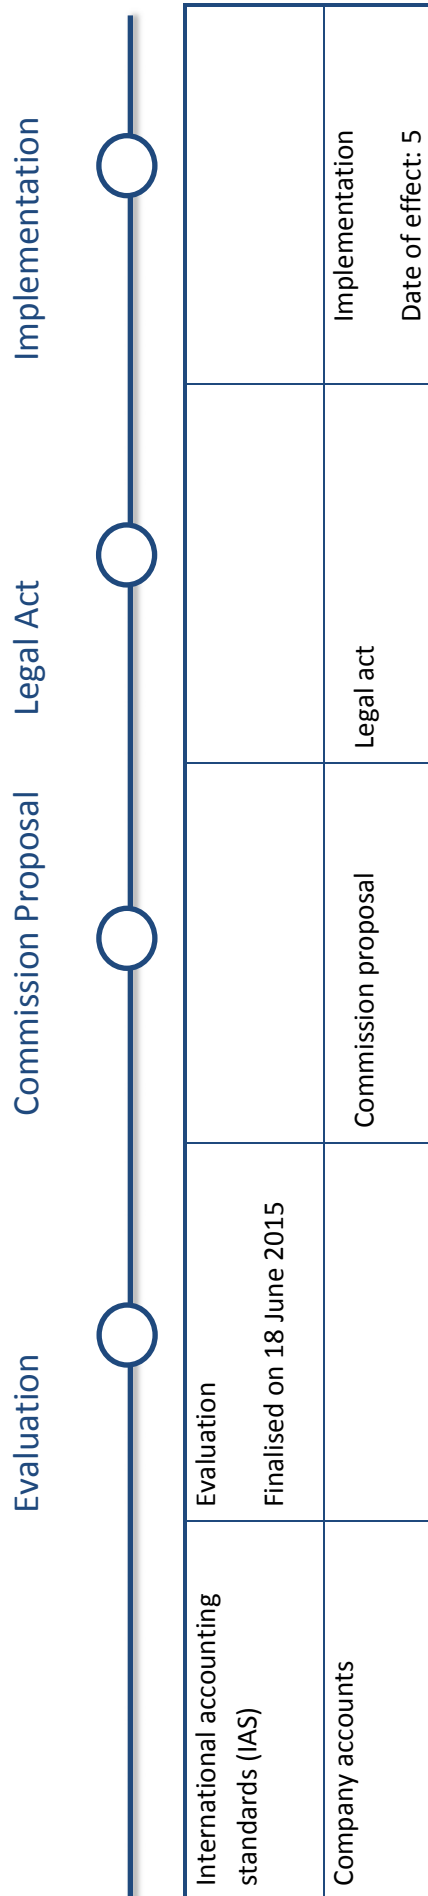 Evaluation
Commission Proposal
Legal Act
Implementation
International accounting
standards (IAS)
Evaluation
Finalised on 18 June 2015
Company accounts
Commission proposal
Legal act
Implementation
Date of effect: 5